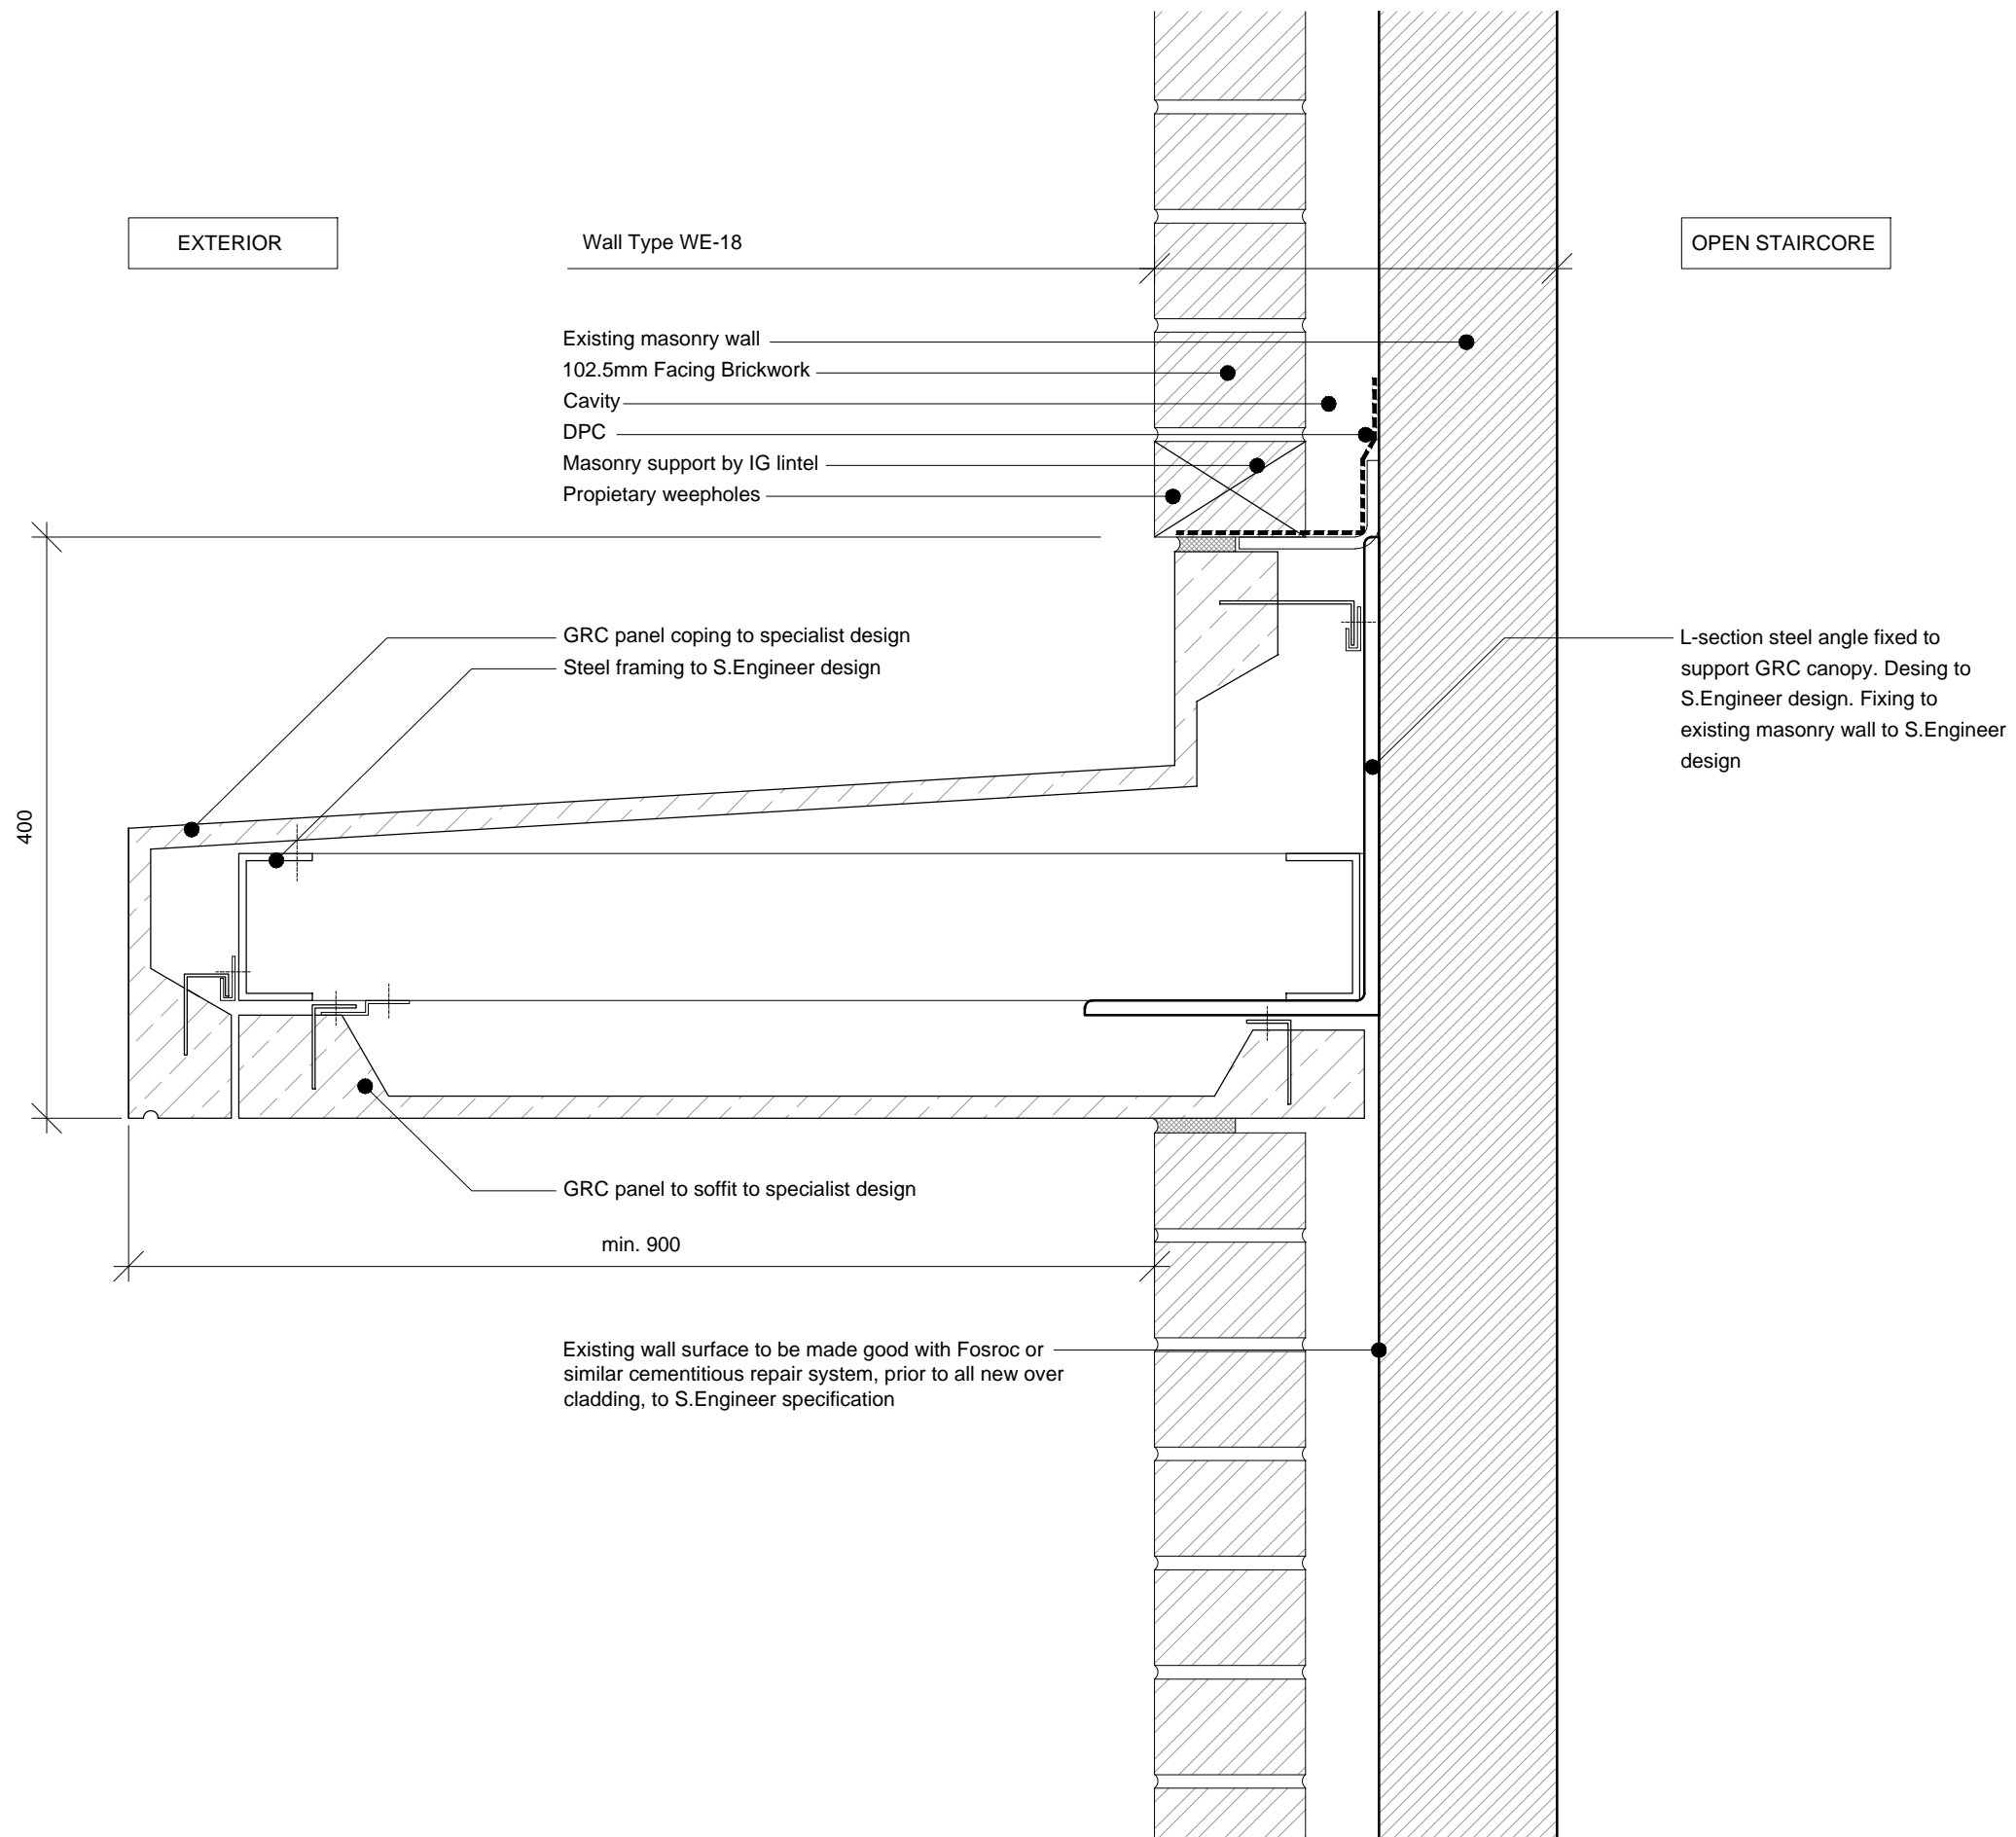 EXTERIOR
Wall Type WE-18
OPEN STAIRCORE
Existing masonry wall
102.5mm Facing Brickwork
Cavity
DPC
Masonry support by IG lintel
Propietary weepholes
GRC panel coping to specialist design
Steel framing to S.Engineer design
L-section steel angle fixed to
support GRC canopy. Desing to
S.Engineer design. Fixing to
existing masonry wall to S.Engineer
design
400
GRC panel to soffit to specialist design
min. 900
Existing wall surface to be made good with Fosroc or
similar cementitious repair system, prior to all new over
cladding, to S.Engineer specification